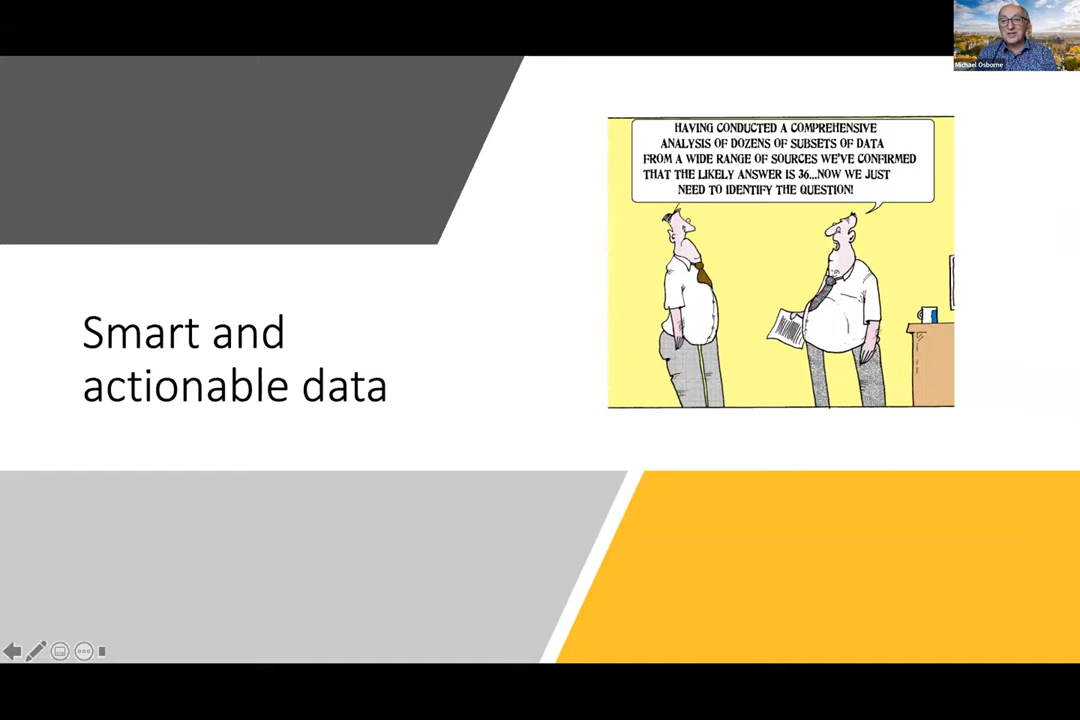 Michael Osborne
HAVING CONDUCTED A COMPREHENSIVE
ANALYSIS OF DOZENS OF SUBSETS OF DATA
FROM A WIDE RANGE OF SOURCES WE'VE CONFIRMED
THAT THE LIKELY ANSWER IS 36...NOW WE JUST
NEED TO IDENTIFY THE QUESTION!
Smart and
actionable data